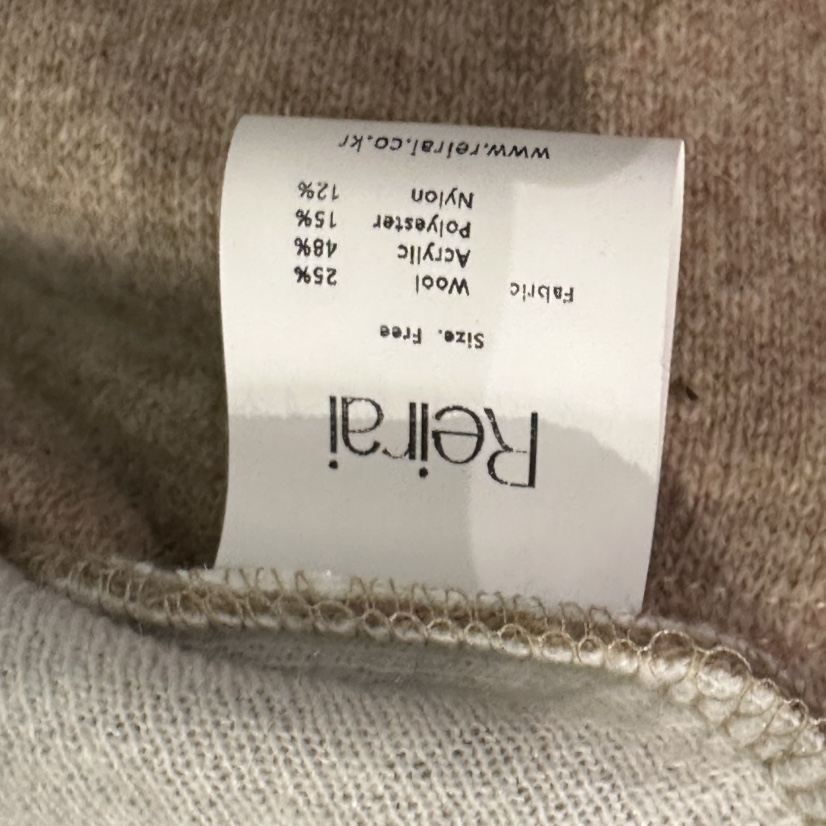 Reirai
Size. Free
Fabric Wool 25%
Acrylic 48%
Polyester 15%
Nylon 12%
www.reirai.co.kr